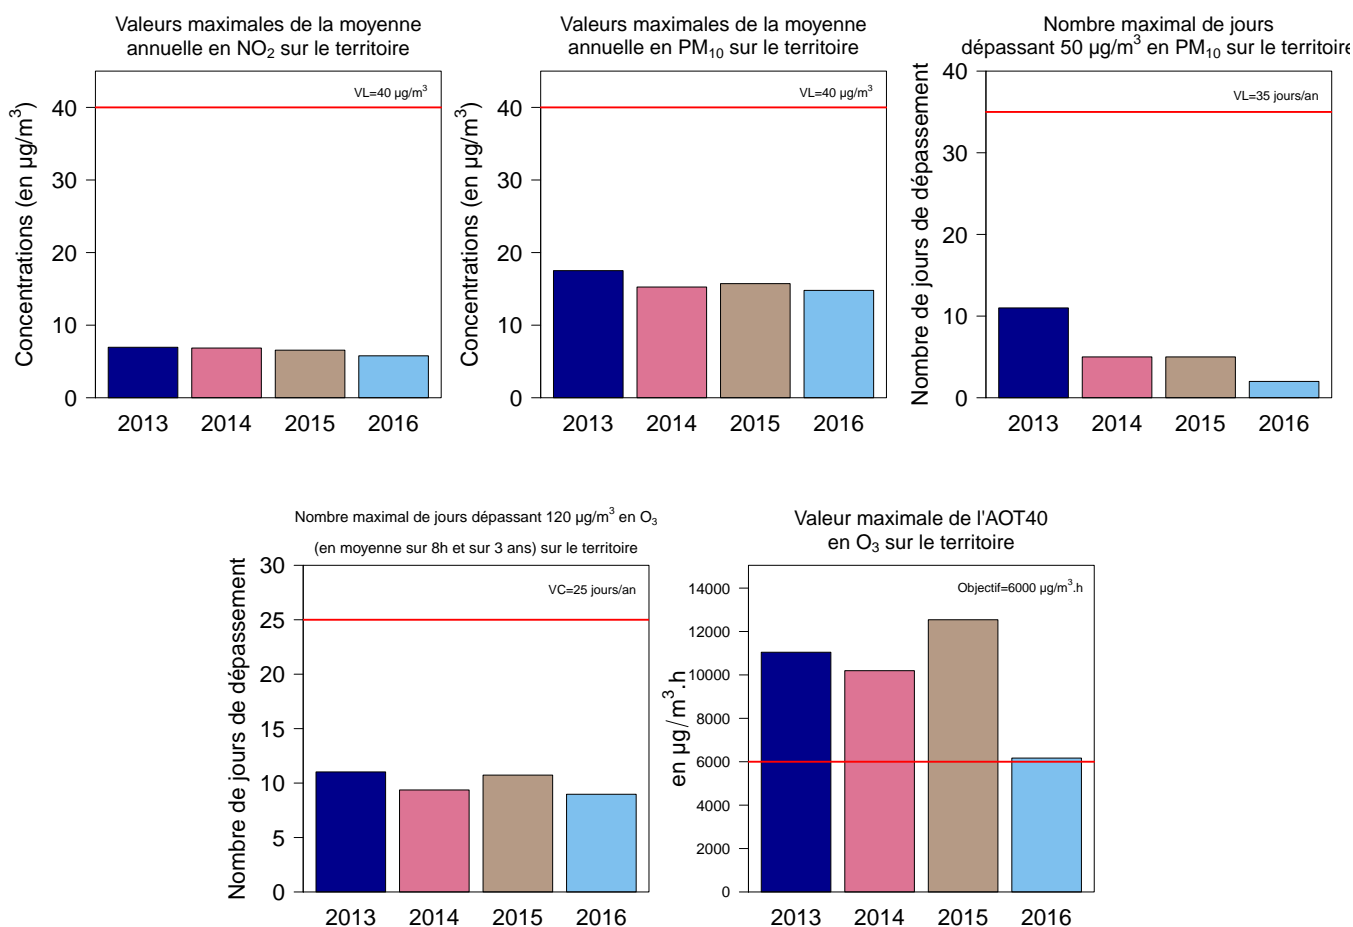 Valeurs maximales de la moyenne
annuelle en NO₂ sur le territoire
VL=40 µg/m³
Concentrations (en µg/m³)
40
30
20
10
0
2013 2014 2015 2016
Valeurs maximales de la moyenne
annuelle en PM₁₀ sur le territoire
VL=40 µg/m³
Concentrations (en µg/m³)
40
30
20
10
0
2013 2014 2015 2016
Nombre maximal de jours
dépassant 50 µg/m³ en PM₁₀ sur le territoire
VL=35 jours/an
Nombre de jours de dépassement
40
30
20
10
0
2013 2014 2015 2016
Nombre maximal de jours dépassant 120 µg/m³ en O₃
(en moyenne sur 8h et sur 3 ans) sur le territoire
VC=25 jours/an
Nombre de jours de dépassement
30
25
20
15
10
5
0
2013 2014 2015 2016
Valeur maximale de l'AOT40
en O₃ sur le territoire
Objectif=6000 µg/m³.h
en µg/m³.h
14000
12000
10000
8000
6000
4000
2000
0
2013 2014 2015 2016